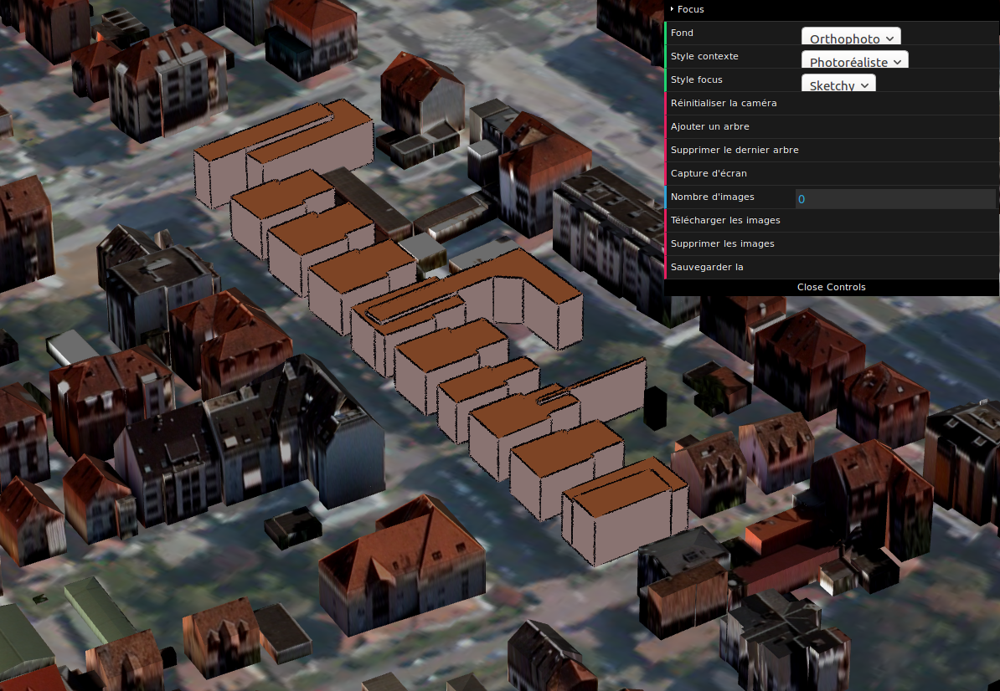 Focus
Fond Orthophoto
Style contexte Photoréaliste
Style focus Sketchy
Réinitialiser la caméra
Ajouter un arbre
Supprimer le dernier arbre
Capture d'écran
Nombre d'images 0
Télécharger les images
Supprimer les images
Sauvegarder la
Close Controls